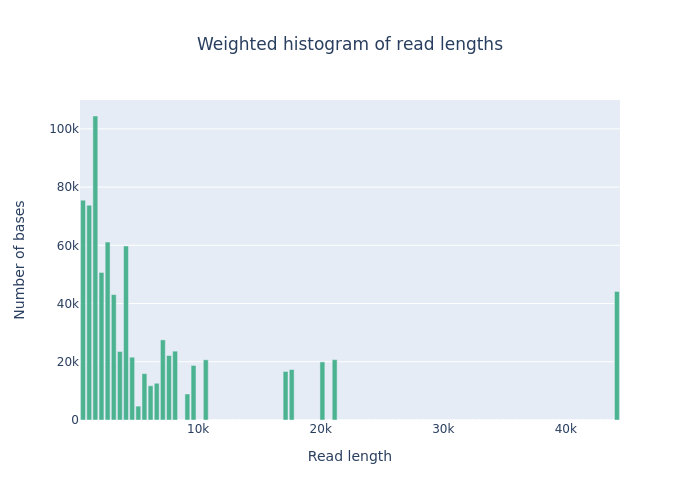 Weighted histogram of read lengths
Number of bases
100k
80k
60k
40k
20k
0
10k 20k 30k 40k
Read length